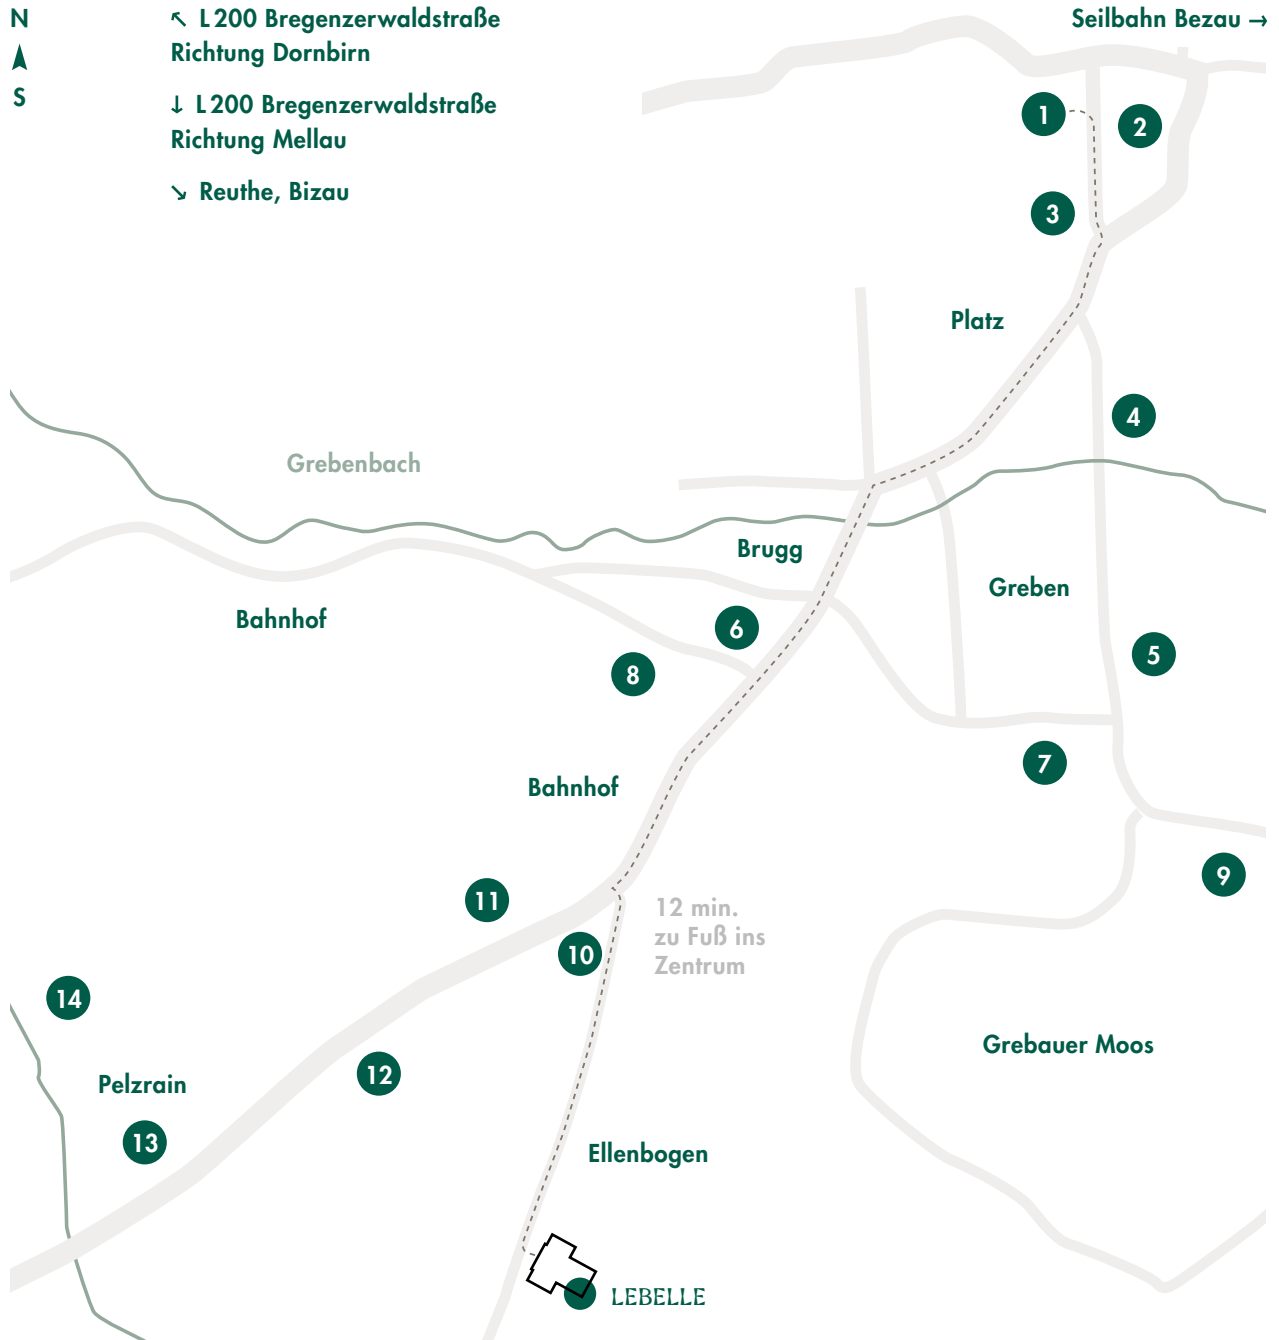 N
S
↖ L 200 Bregenzerwaldstraße
Richtung Dornbirn
↓ L 200 Bregenzerwaldstraße
Richtung Mellau
↘ Reuthe, Bizau
Seilbahn Bezau →
1
2
3
Platz
4
Grebenbach
Brugg
Greben
Bahnhof
6
5
8
7
Bahnhof
9
11
12 min.
zu Fuß ins
Zentrum
10
14
Grebauer Moos
12
Pelzrain
13
Ellenbogen
LEBELLE